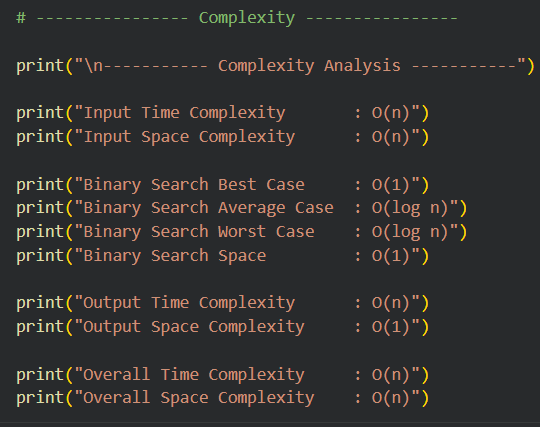 # ---------------- Complexity ----------------
print("\n----------- Complexity Analysis -----------")
print("Input Time Complexity       : O(n)")
print("Input Space Complexity      : O(n)")
print("Binary Search Best Case     : O(1)")
print("Binary Search Average Case  : O(log n)")
print("Binary Search Worst Case    : O(log n)")
print("Binary Search Space         : O(1)")
print("Output Time Complexity      : O(n)")
print("Output Space Complexity     : O(1)")
print("Overall Time Complexity     : O(n)")
print("Overall Space Complexity    : O(n)")